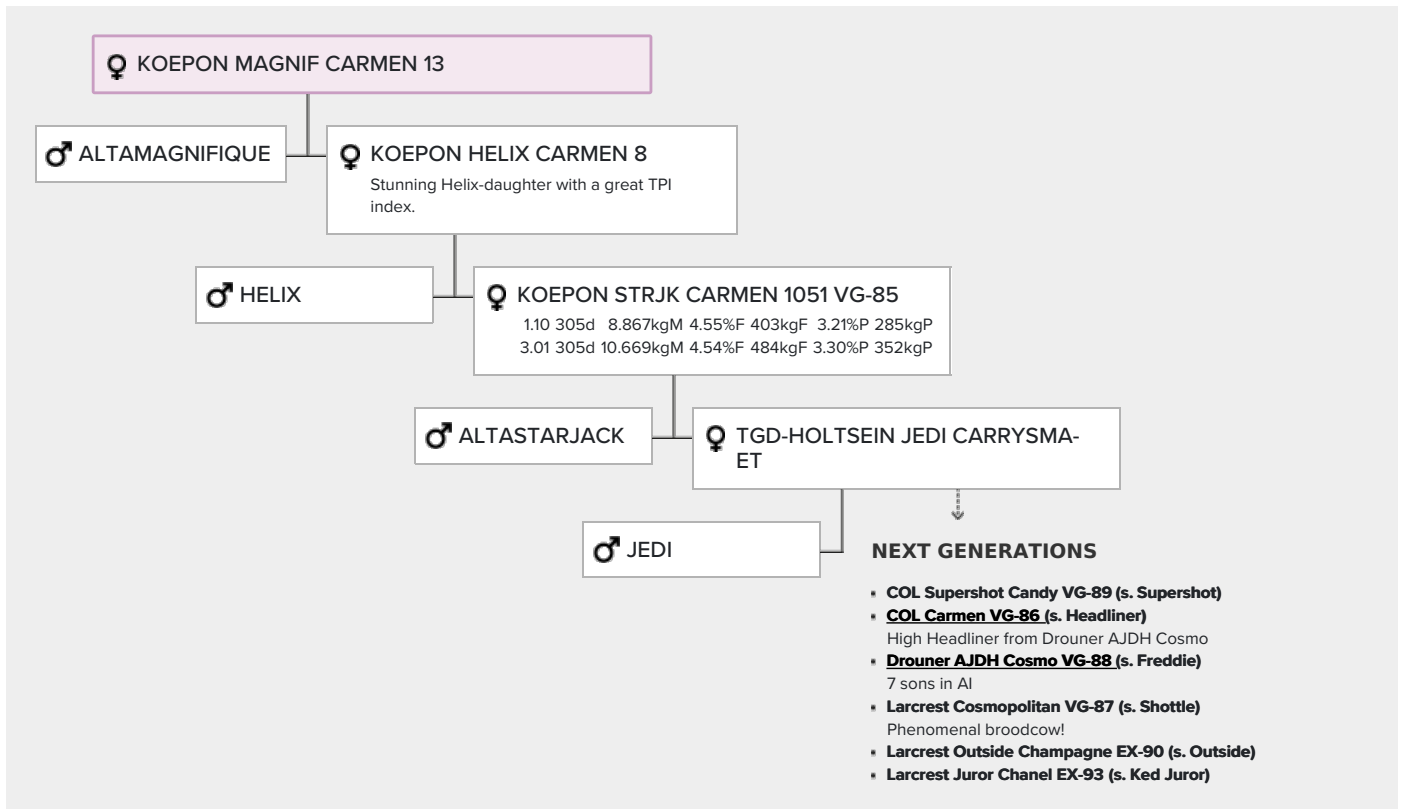 KOEPON MAGNIF CARMEN 13
ALTAMAGNIFIQUE
KOEPON HELIX CARMEN 8
Stunning Helix-daughter with a great TPI
index.
HELIX
KOEPON STRJK CARMEN 1051 VG-85
1.10 305d 8.867kgM 4.55%F 403kgF 3.21%P 285kgP
3.01 305d 10.669kgM 4.54%F 484kgF 3.30%P 352kgP
ALTASTARJACK
TGD-HOLTSEIN JEDI CARRYSMA-
ET
JEDI
NEXT GENERATIONS
COL Supershot Candy VG-89 (s. Supershot)
COL Carmen VG-86 (s. Headliner)
High Headliner from Drouner AJDH Cosmo
Drouner AJDH Cosmo VG-88 (s. Freddie)
7 sons in AI
Larcrest Cosmopolitan VG-87 (s. Shottle)
Phenomenal broodcow!
Larcrest Outside Champagne EX-90 (s. Outside)
Larcrest Juror Chanel EX-93 (s. Ked Juror)